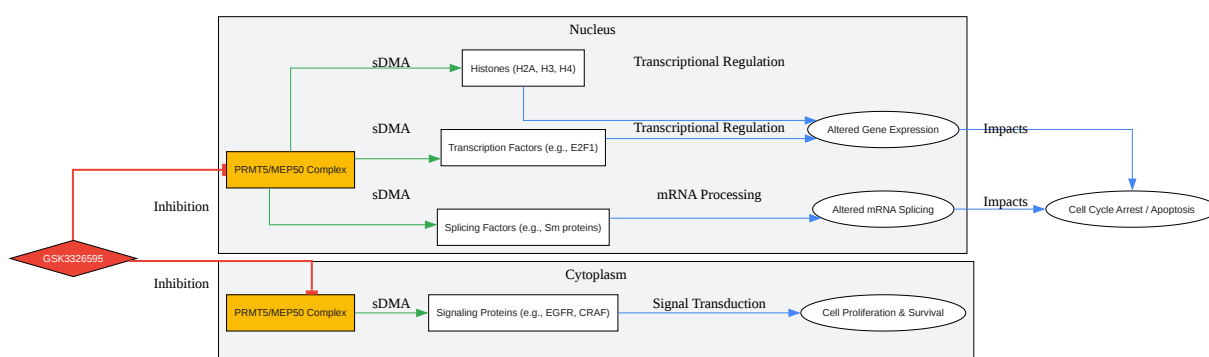 Nucleus
sDMA
Histones (H2A, H3, H4)
Transcriptional Regulation
sDMA
Transcription Factors (e.g., E2F1)
Transcriptional Regulation
Altered Gene Expression
Impacts
PRMT5/MEP50 Complex
sDMA
Splicing Factors (e.g., Sm proteins)
mRNA Processing
Altered mRNA Splicing
Impacts
Cell Cycle Arrest / Apoptosis
Inhibition
GSK3326595
Inhibition
Cytoplasm
PRMT5/MEP50 Complex
sDMA
Signaling Proteins (e.g., EGFR, CRAF)
Signal Transduction
Cell Proliferation & Survival